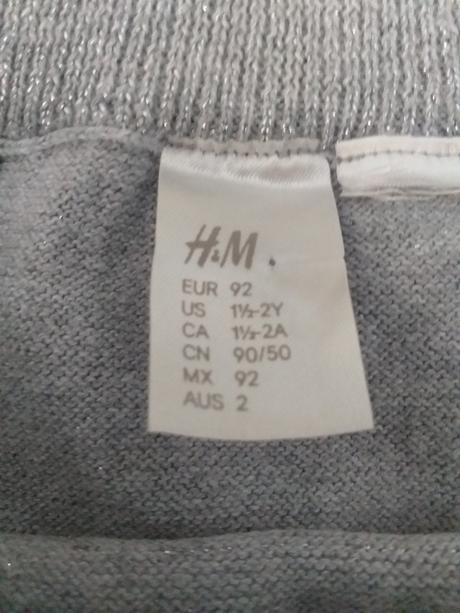 H&M.
EUR 92
US 1½-2Y
CA 1½-2A
CN 90/50
MX 92
AUS 2